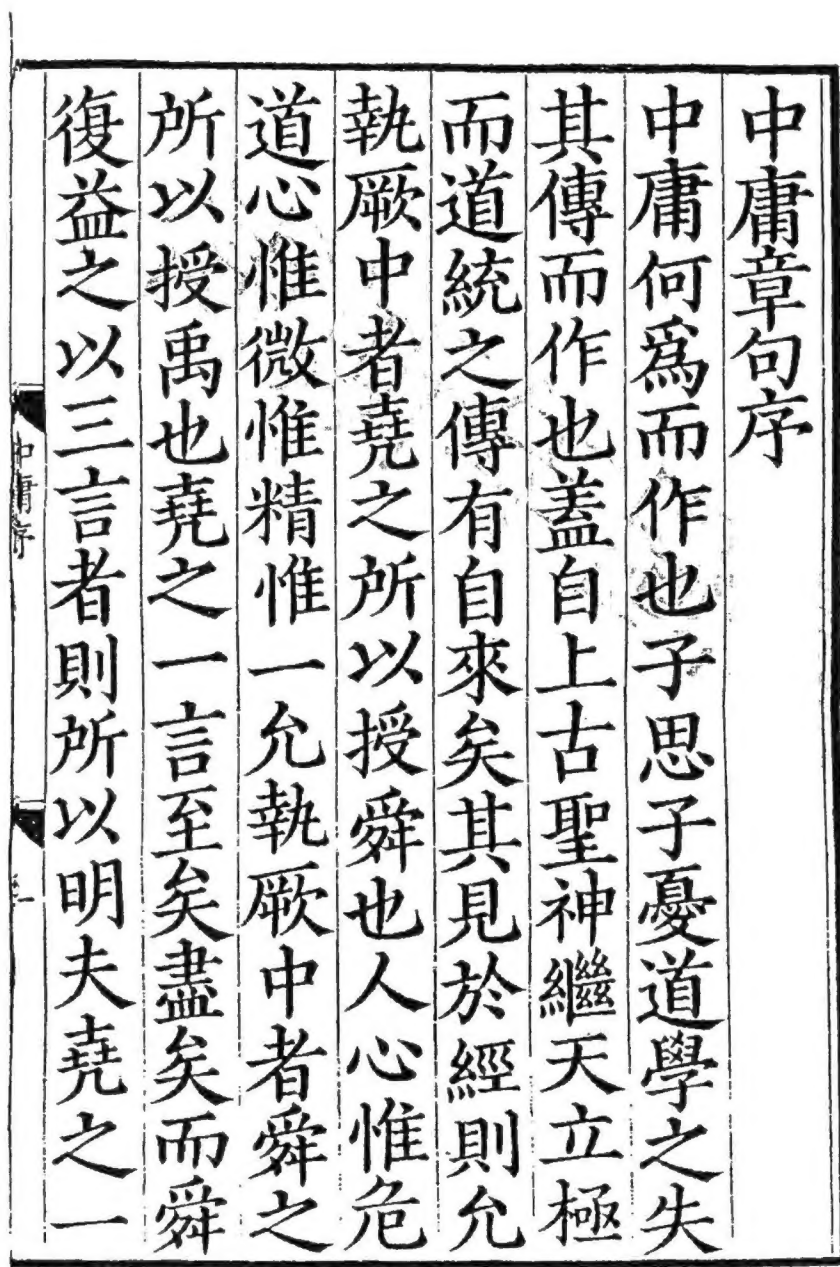 中庸章句序
中庸何爲而作也子思子憂道學之失
其傳而作也蓋自上古聖神繼天立極
而道統之傳有自來矣其見於經則允
執厥中者堯之所以授舜也人心惟危
道心惟微惟精惟一允執厥中者舜之
所以授禹也堯之一言至矣盡矣而舜
復益之以三言者則所以明夫堯之一
中庸序